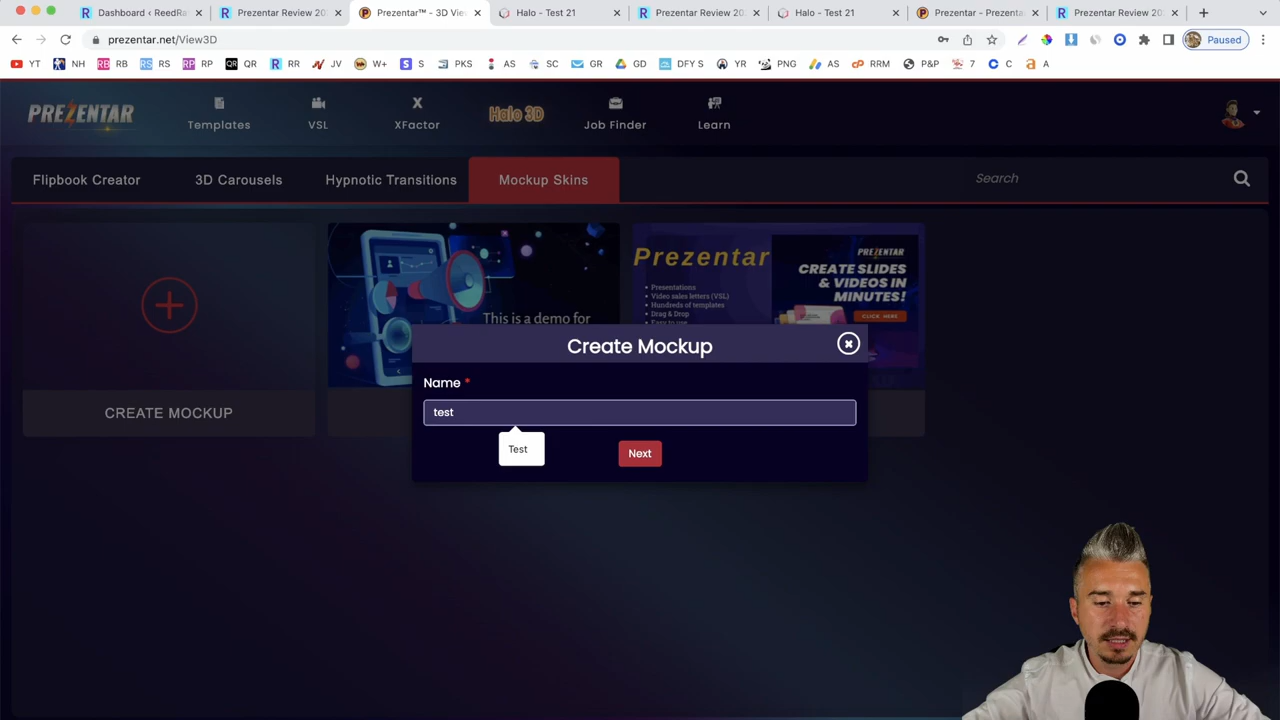 Dashboard ‹ ReedRa
Prezentar Review 20
Prezentar™ – 3D Vie
Halo - Test 21
Prezentar Review 20
Halo - Test 21
Prezentar – Prezenta
Prezentar Review 20
prezentar.net/View3D
Paused
YT
NH
RB
RS
RP
QR
RR
JV
W+
S
PKS
AS
SC
GR
GD
DFY S
YR
PNG
AS
RRM
P&P
7
C
A
PREZENTAR
Templates
VSL
XFactor
Halo 3D
Job Finder
Learn
Flipbook Creator
3D Carousels
Hypnotic Transitions
Mockup Skins
Search
CREATE MOCKUP
This is a demo for
Prezentar
Presentations
Video sales letters (VSL)
Hundreds of templates
Drag & Drop
PREZENTAR
CREATE SLIDES
& VIDEOS IN
MINUTES!
CLICK HERE
Create Mockup
Name *
test
Test
Next